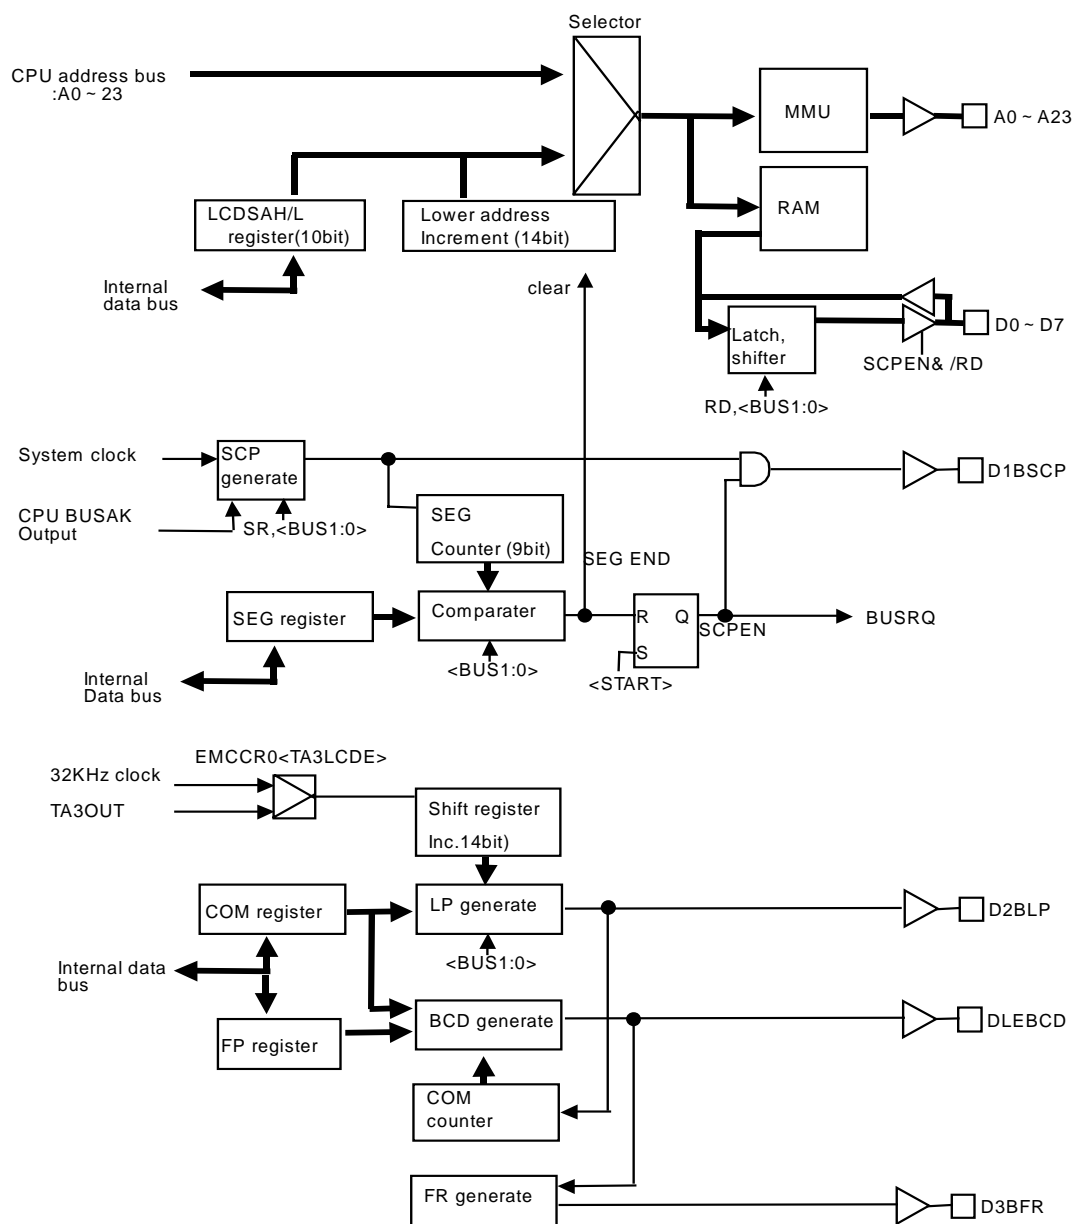 Selector
CPU address bus
:A0 ~ 23
MMU
A0 ~ A23
LCDSAH/L
register(10bit)
Lower address
Increment (14bit)
RAM
Internal
data bus
clear
Latch,
shifter
D0 ~ D7
SCPEN& /RD
RD,<BUS1:0>
System clock
SCP
generate
D1BSCP
CPU BUSAK
Output
SR,<BUS1:0>
SEG
Counter (9bit)
SEG END
SEG register
Comparater
R Q
S
SCPEN
BUSRQ
<BUS1:0>
<START>
Internal
Data bus
EMCCR0<TA3LCDE>
32KHz clock
TA3OUT
Shift register
Inc.14bit)
COM register
LP generate
D2BLP
<BUS1:0>
Internal data
bus
FP register
BCD generate
DLEBCD
COM
counter
FR generate
D3BFR